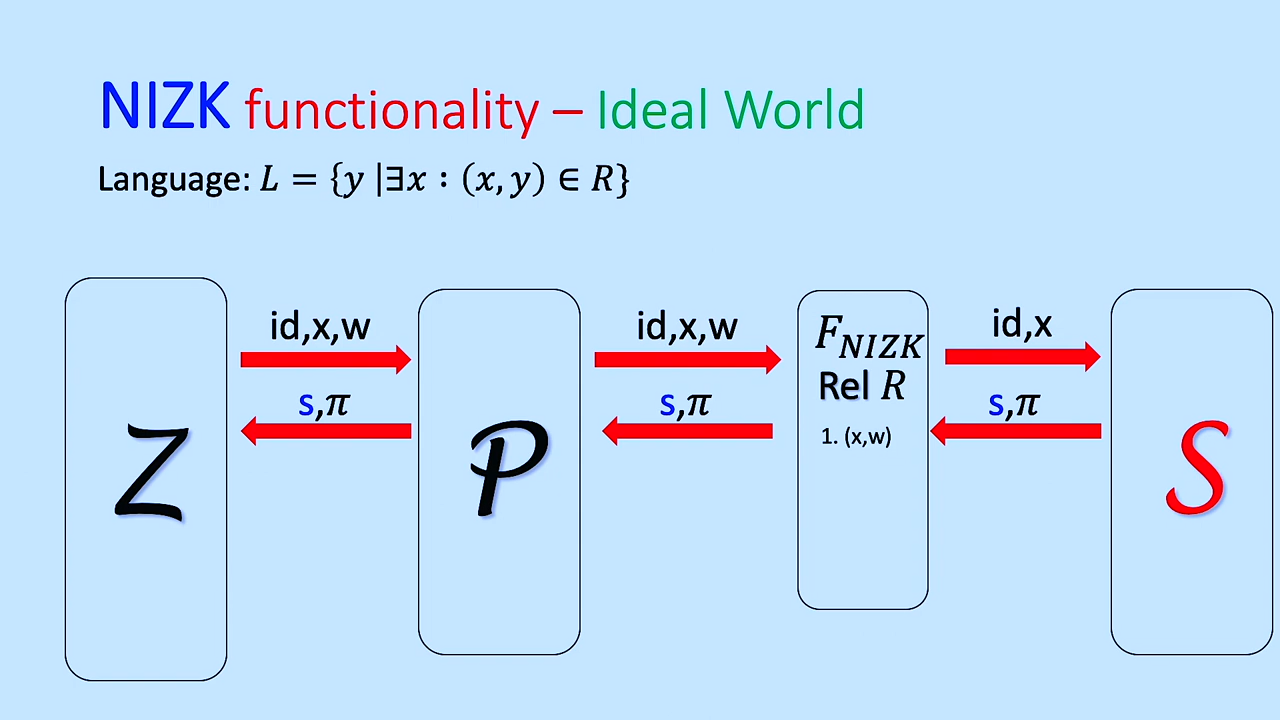 NIZK functionality – Ideal World
Language: L = {y |∃x : (x, y) ∈ R}
id,x,w
s,π
id,x,w
s,π
id,x
s,π
Z
P
F_NIZK
Rel R
1. (x,w)
S